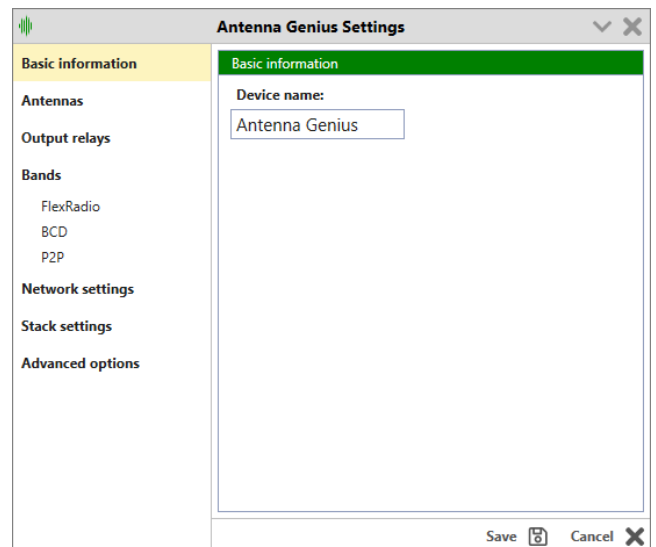 Antenna Genius Settings
Basic information
Antennas
Output relays
Bands
FlexRadio
BCD
P2P
Network settings
Stack settings
Advanced options
Basic information
Device name:
Antenna Genius
Save
Cancel